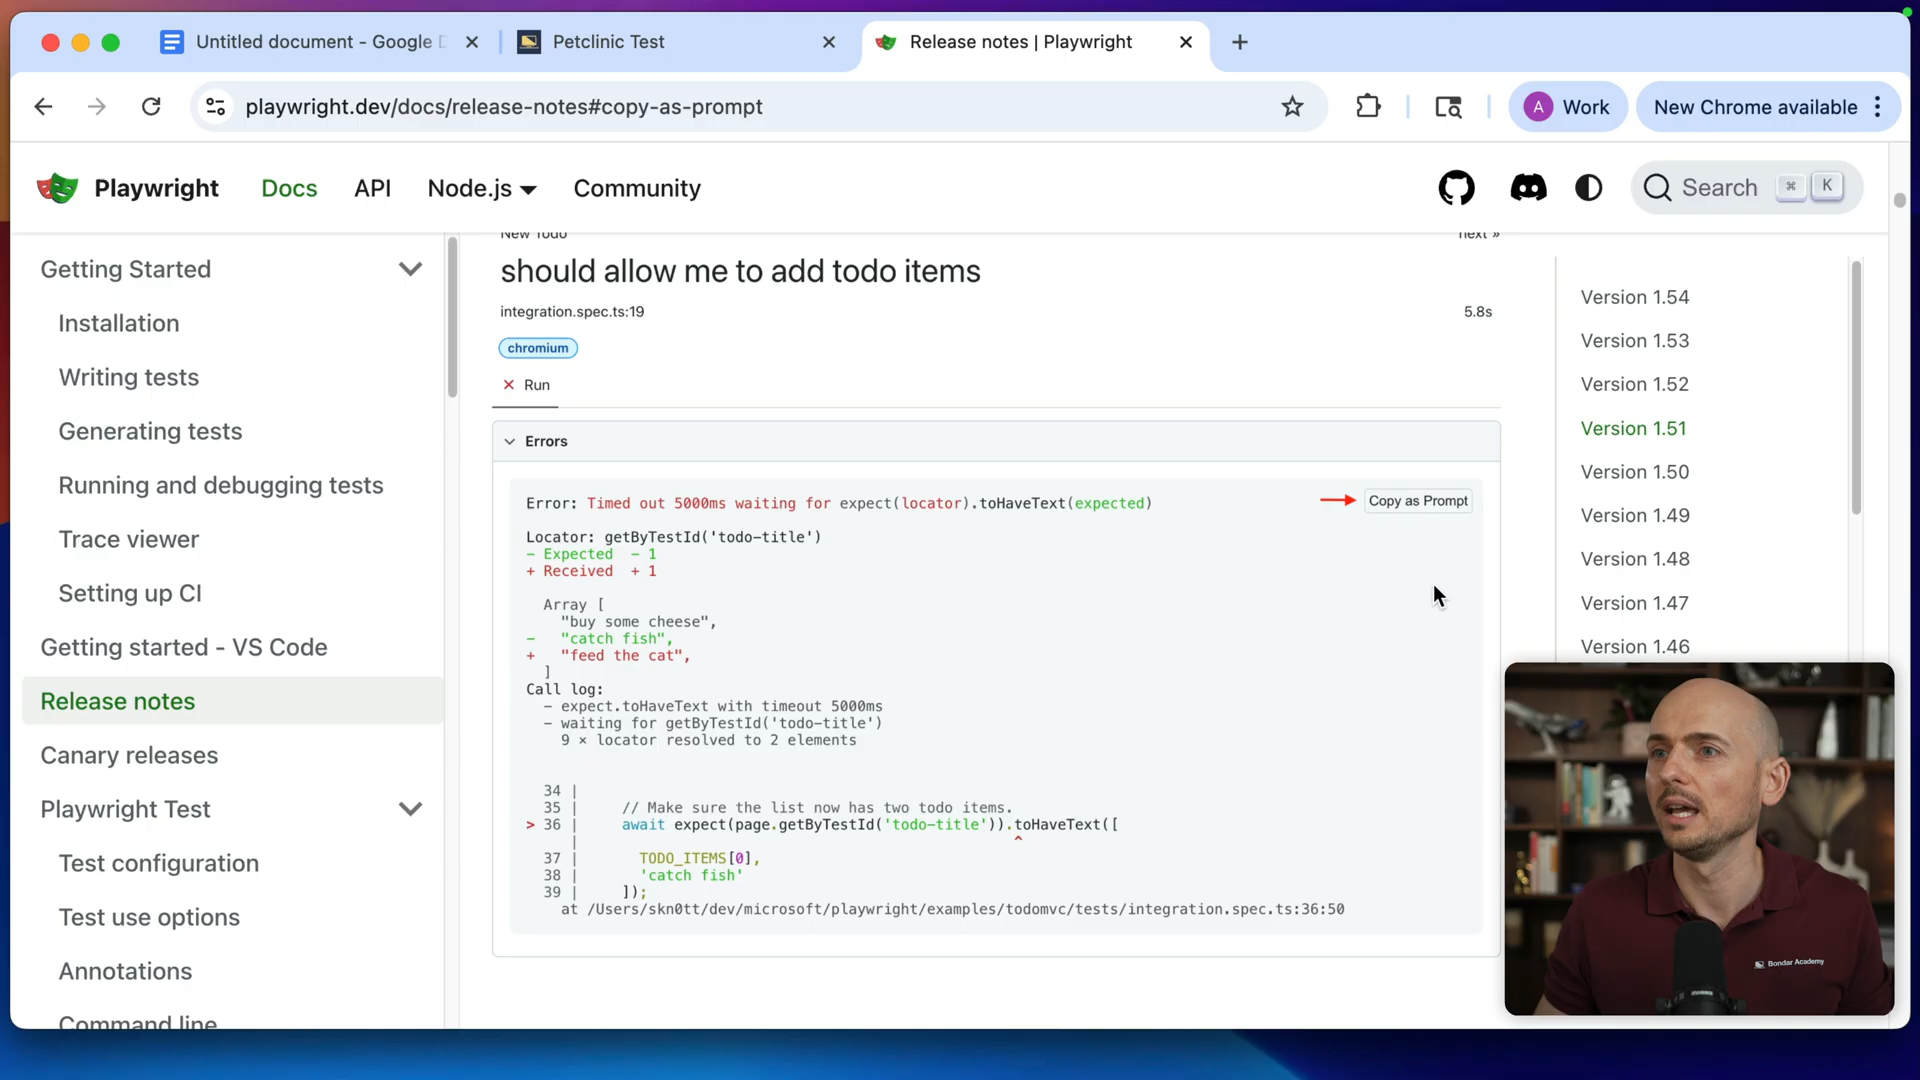 Untitled document - Google D
Petclinic Test
Release notes | Playwright
playwright.dev/docs/release-notes#copy-as-prompt
A Work
New Chrome available
Playwright
Docs
API
Node.js
Community
Search ⌘ K
Getting Started
Installation
Writing tests
Generating tests
Running and debugging tests
Trace viewer
Setting up CI
Getting started - VS Code
Release notes
Canary releases
Playwright Test
Test configuration
Test use options
Annotations
Command line
New Todo
next »
should allow me to add todo items
integration.spec.ts:19
5.8s
chromium
✕ Run
Errors
Error: Timed out 5000ms waiting for expect(locator).toHaveText(expected)
Copy as Prompt
Locator: getByTestId('todo-title')
- Expected  - 1
+ Received  + 1
Array [
"buy some cheese",
-   "catch fish",
+   "feed the cat",
]
Call log:
- expect.toHaveText with timeout 5000ms
- waiting for getByTestId('todo-title')
9 × locator resolved to 2 elements
34 |
35 |     // Make sure the list now has two todo items.
> 36 |     await expect(page.getByTestId('todo-title')).toHaveText([
|                                                  ^
37 |       TODO_ITEMS[0],
38 |       'catch fish'
39 |     ]);
at /Users/skn0tt/dev/microsoft/playwright/examples/todomvc/tests/integration.spec.ts:36:50
Version 1.54
Version 1.53
Version 1.52
Version 1.51
Version 1.50
Version 1.49
Version 1.48
Version 1.47
Version 1.46
Bondar Academy